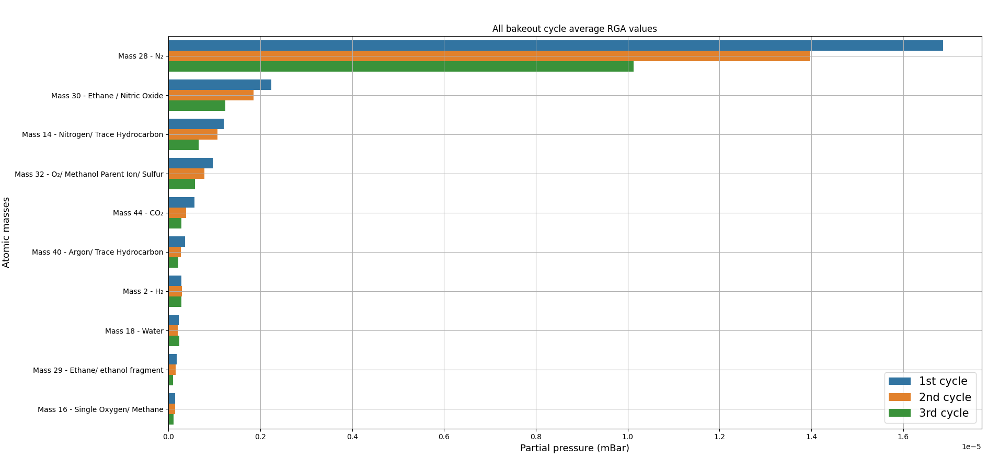 All bakeout cycle average RGA values
Mass 28 - N₂
Mass 30 - Ethane / Nitric Oxide
Mass 14 - Nitrogen/ Trace Hydrocarbon
Mass 32 - O₂/ Methanol Parent Ion/ Sulfur
Mass 44 - CO₂
Mass 40 - Argon/ Trace Hydrocarbon
Mass 2 - H₂
Mass 18 - Water
Mass 29 - Ethane/ ethanol fragment
Mass 16 - Single Oxygen/ Methane
Atomic masses
1st cycle
2nd cycle
3rd cycle
0.0 0.2 0.4 0.6 0.8 1.0 1.2 1.4 1.6
1e−5
Partial pressure (mBar)